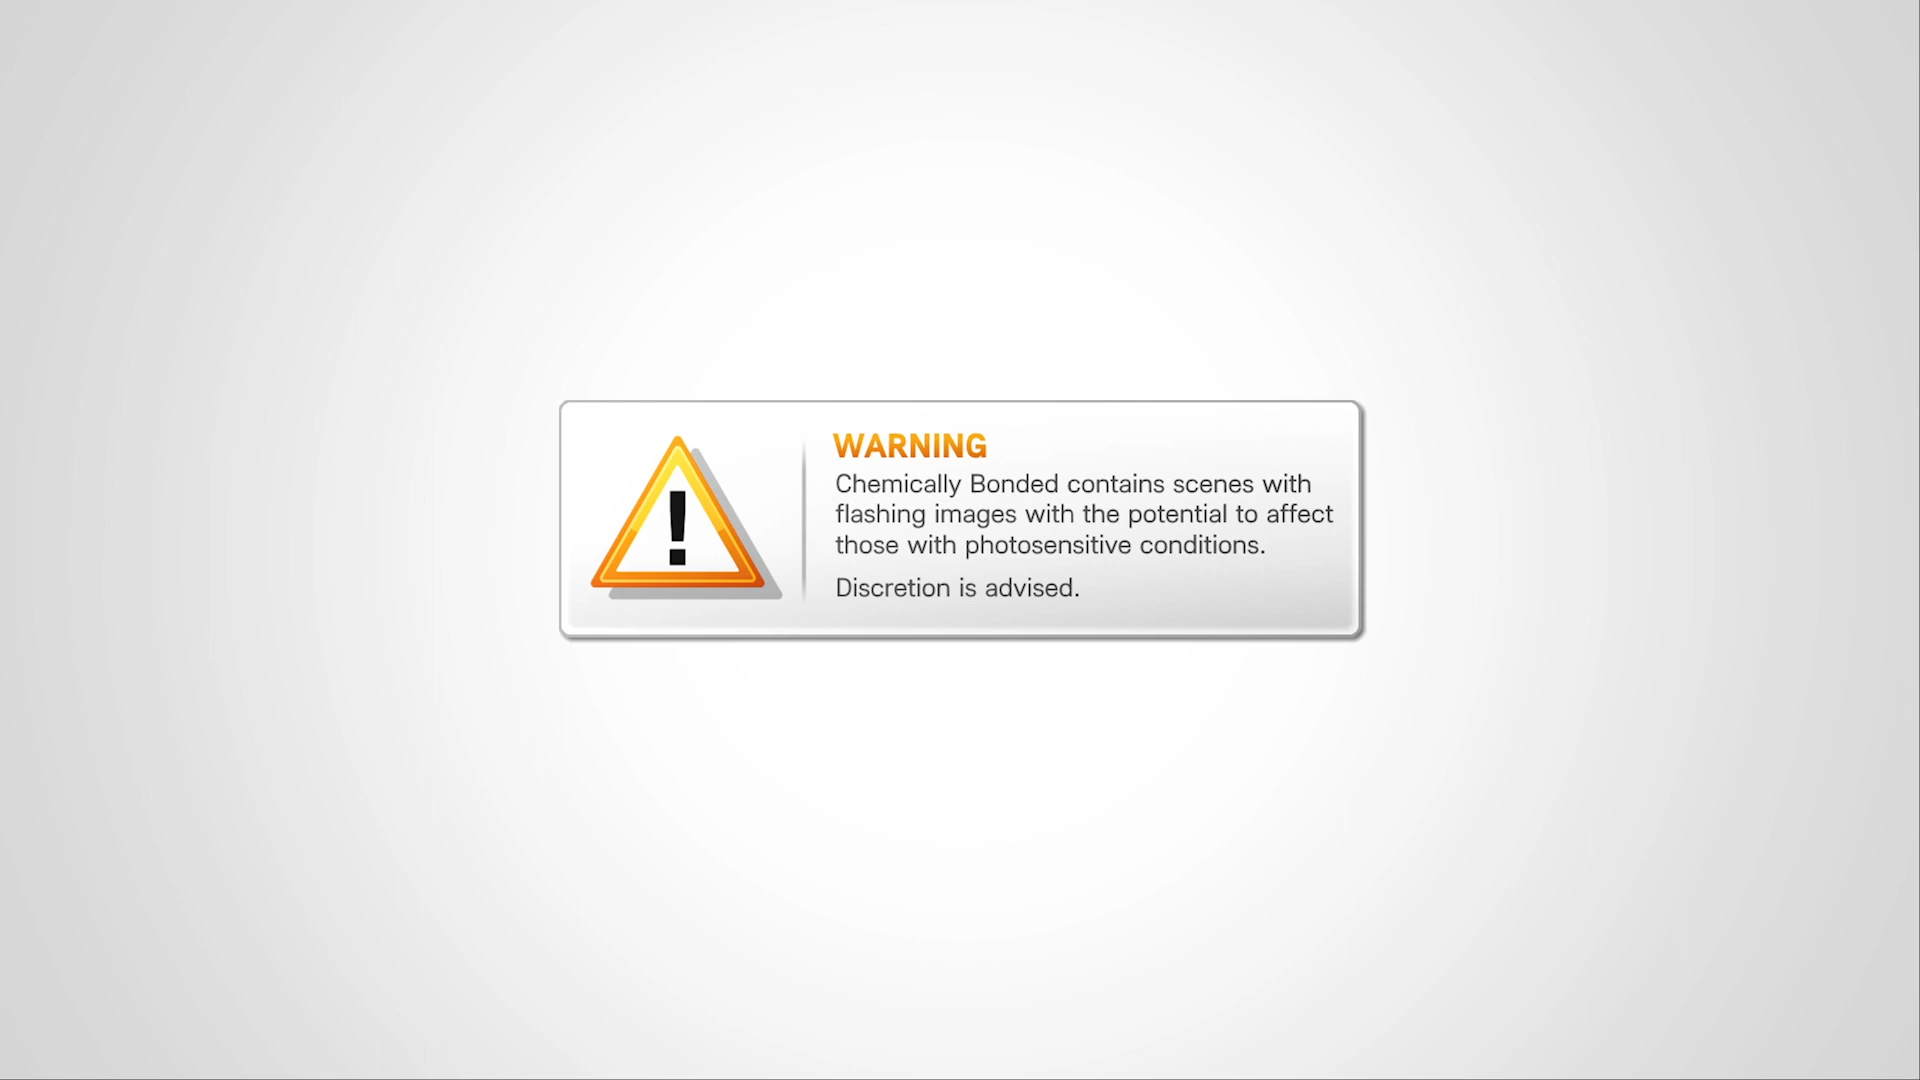 WARNING
Chemically Bonded contains scenes with
flashing images with the potential to affect
those with photosensitive conditions.
Discretion is advised.